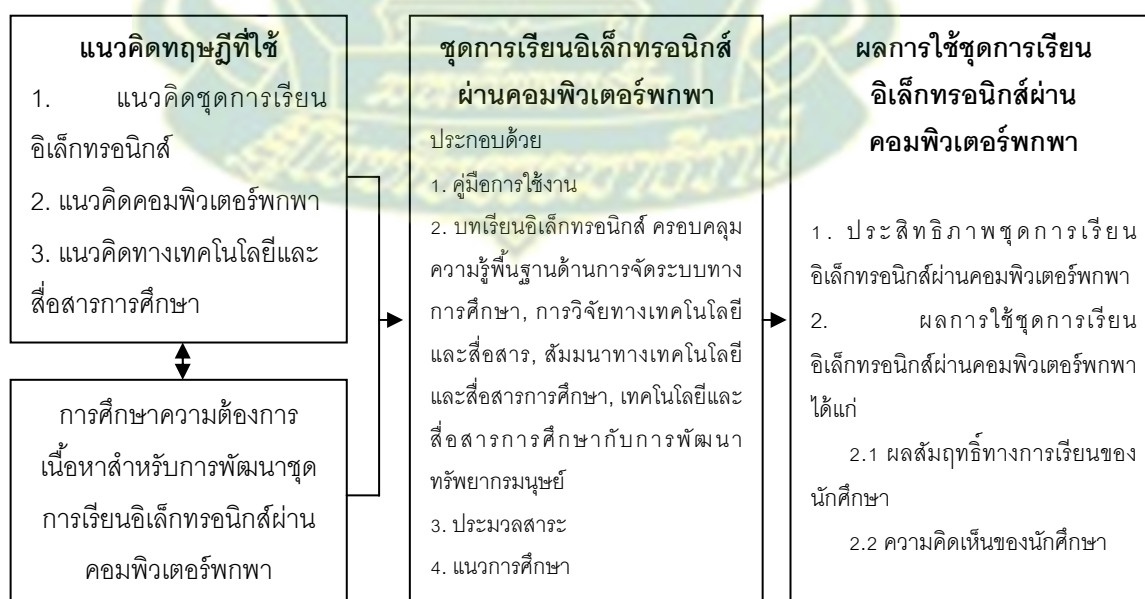 แนวคิดทฤษฎีที่ใช้
1. แนวคิดชุดการเรียน
อิเล็กทรอนิกส์
2. แนวคิดคอมพิวเตอร์พกพา
3. แนวคิดทางเทคโนโลยีและ
สื่อสารการศึกษา
การศึกษาความต้องการ
เนื้อหาสำหรับการพัฒนาชุด
การเรียนอิเล็กทรอนิกส์ผ่าน
คอมพิวเตอร์พกพา
ชุดการเรียนอิเล็กทรอนิกส์
ผ่านคอมพิวเตอร์พกพา
ประกอบด้วย
1. คู่มือการใช้งาน
2. บทเรียนอิเล็กทรอนิกส์ ครอบคลุม
ความรู้พื้นฐานด้านการจัดระบบทาง
การศึกษา, การวิจัยทางเทคโนโลยี
และสื่อสาร, สัมมนาทางเทคโนโลยี
และสื่อสารการศึกษา, เทคโนโลยีและ
สื่อสารการศึกษากับการพัฒนา
ทรัพยากรมนุษย์
3. ประมวลสาระ
4. แนวการศึกษา
ผลการใช้ชุดการเรียน
อิเล็กทรอนิกส์ผ่าน
คอมพิวเตอร์พกพา
1. ประสิทธิภาพชุดการเรียน
อิเล็กทรอนิกส์ผ่านคอมพิวเตอร์พกพา
2. ผลการใช้ชุดการเรียน
อิเล็กทรอนิกส์ผ่านคอมพิวเตอร์พกพา
ได้แก่
2.1 ผลสัมฤทธิ์ทางการเรียนของ
นักศึกษา
2.2 ความคิดเห็นของนักศึกษา